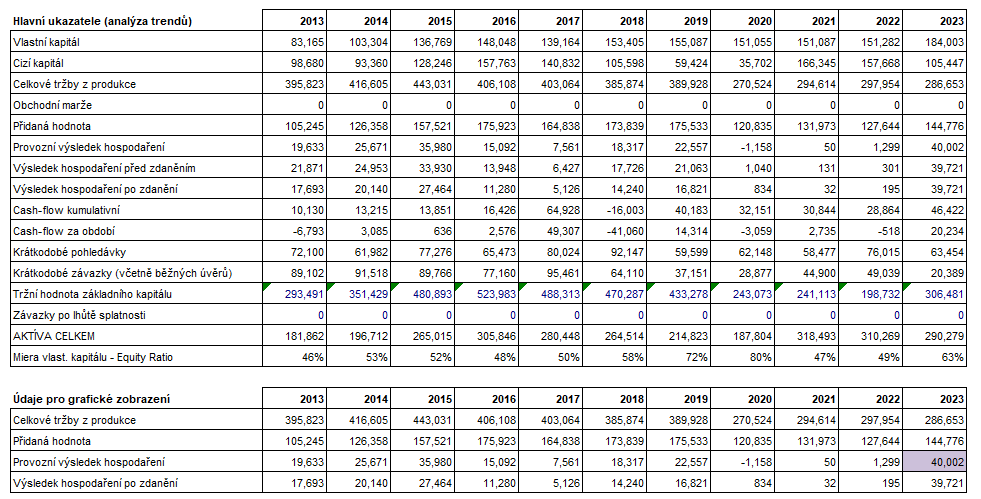 Hlavní ukazatele (analýza trendů) 2013 2014 2015 2016 2017 2018 2019 2020 2021 2022 2023
Vlastní kapitál 83,165 103,304 136,769 148,048 139,164 153,405 155,087 151,055 151,087 151,282 184,003
Cizí kapitál 98,680 93,360 128,246 157,763 140,832 105,598 59,424 35,702 166,345 157,668 105,447
Celkové tržby z produkce 395,823 416,605 443,031 406,108 403,064 385,874 389,928 270,524 294,614 297,954 286,653
Obchodní marže 0 0 0 0 0 0 0 0 0 0 0
Přidaná hodnota 105,245 126,358 157,521 175,923 164,838 173,839 175,533 120,835 131,973 127,644 144,776
Provozní výsledek hospodaření 19,633 25,671 35,980 15,092 7,561 18,317 22,557 -1,158 50 1,299 40,002
Výsledek hospodaření před zdaněním 21,871 24,953 33,930 13,948 6,427 17,726 21,063 1,040 131 301 39,721
Výsledek hospodaření po zdanění 17,693 20,140 27,464 11,280 5,126 14,240 16,821 834 32 195 39,721
Cash-flow kumulativní 10,130 13,215 13,851 16,426 64,928 -16,003 40,183 32,151 30,844 28,864 46,422
Cash-flow za období -6,793 3,085 636 2,576 49,307 -41,060 14,314 -3,059 2,735 -518 20,234
Krátkodobé pohledávky 72,100 61,982 77,276 65,473 80,024 92,147 59,599 62,148 58,477 76,015 63,454
Krátkodobé závazky (včetně běžných úvěrů) 89,102 91,518 89,766 77,160 95,461 64,110 37,151 28,877 44,900 49,039 20,389
Tržní hodnota základního kapitálu 293,491 351,429 480,893 523,983 488,313 470,287 433,278 243,073 241,113 198,732 306,481
Závazky po lhůtě splatnosti 0 0 0 0 0 0 0 0 0 0 0
AKTÍVA CELKEM 181,862 196,712 265,015 305,846 280,448 264,514 214,823 187,804 318,493 310,269 290,279
Miera vlast. kapitálu - Equity Ratio 46% 53% 52% 48% 50% 58% 72% 80% 47% 49% 63%
Údaje pro grafické zobrazení 2013 2014 2015 2016 2017 2018 2019 2020 2021 2022 2023
Celkové tržby z produkce 395,823 416,605 443,031 406,108 403,064 385,874 389,928 270,524 294,614 297,954 286,653
Přidaná hodnota 105,245 126,358 157,521 175,923 164,838 173,839 175,533 120,835 131,973 127,644 144,776
Provozní výsledek hospodaření 19,633 25,671 35,980 15,092 7,561 18,317 22,557 -1,158 50 1,299 40,002
Výsledek hospodaření po zdanění 17,693 20,140 27,464 11,280 5,126 14,240 16,821 834 32 195 39,721